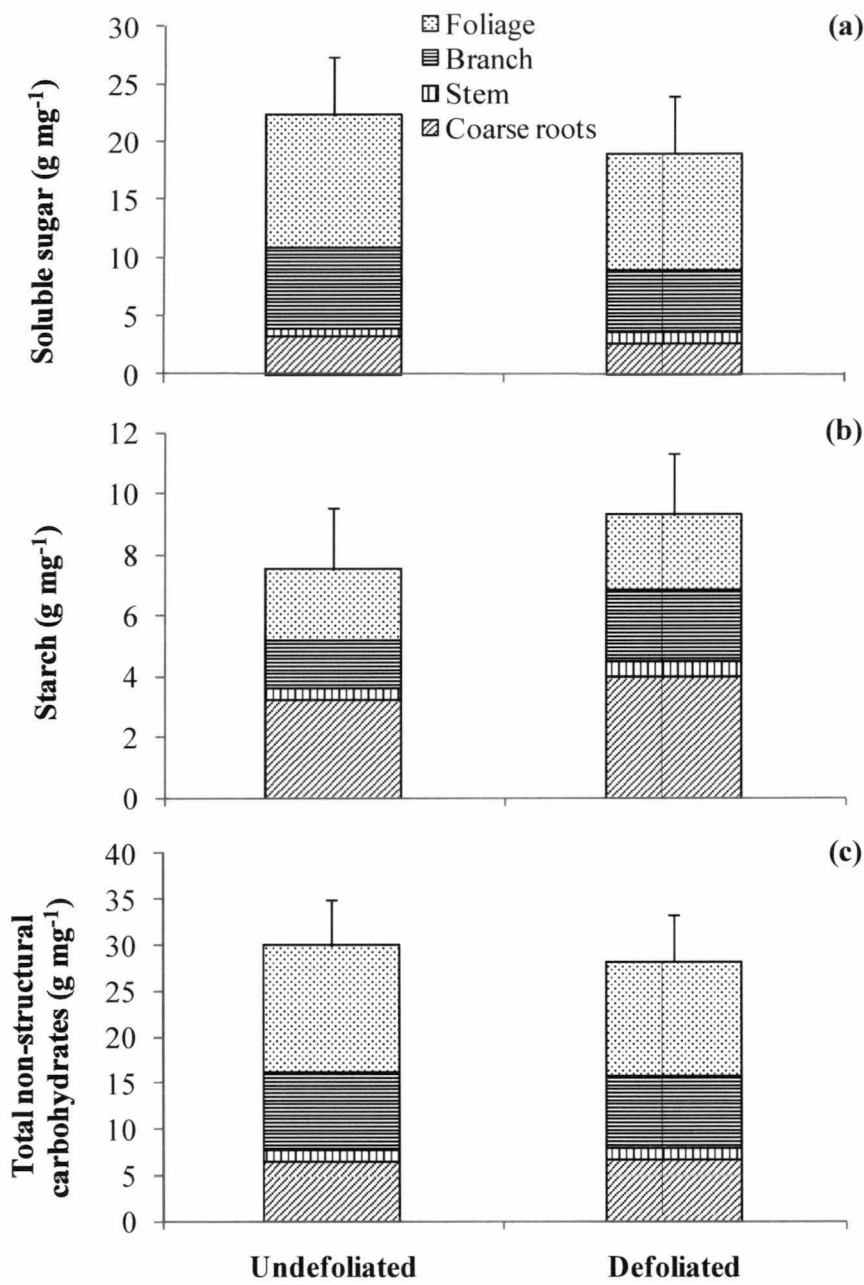 (a)
Foliage
Branch
Stem
Coarse roots
Soluble sugar (g mg⁻¹)
30
25
20
15
10
5
0
(b)
Starch (g mg⁻¹)
12
10
8
6
4
2
0
(c)
Total non-structural
carbohydrates (g mg⁻¹)
40
35
30
25
20
15
10
5
0
Undefoliated
Defoliated